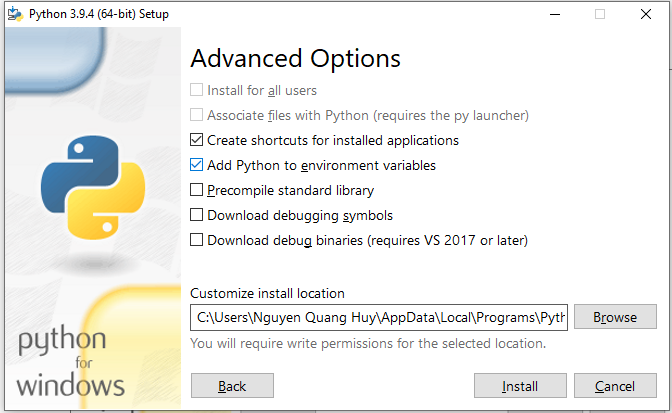 Python 3.9.4 (64-bit) Setup
Advanced Options
Install for all users
Associate files with Python (requires the py launcher)
Create shortcuts for installed applications
Add Python to environment variables
Precompile standard library
Download debugging symbols
Download debug binaries (requires VS 2017 or later)
Customize install location
C:\Users\Nguyen Quang Huy\AppData\Local\Programs\Pyth
Browse
You will require write permissions for the selected location.
python
for
windows
Back
Install
Cancel